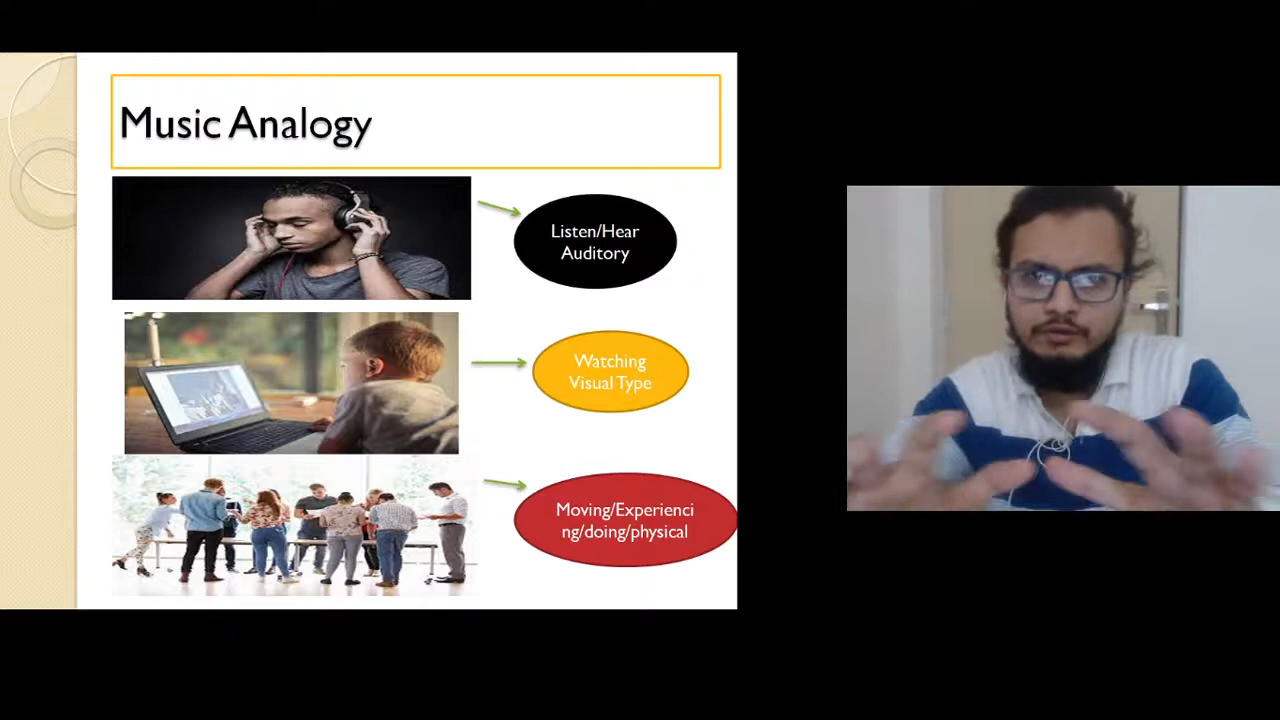 Music Analogy
Listen/Hear
Auditory
Watching
Visual Type
Moving/Experienci
ng/doing/physical